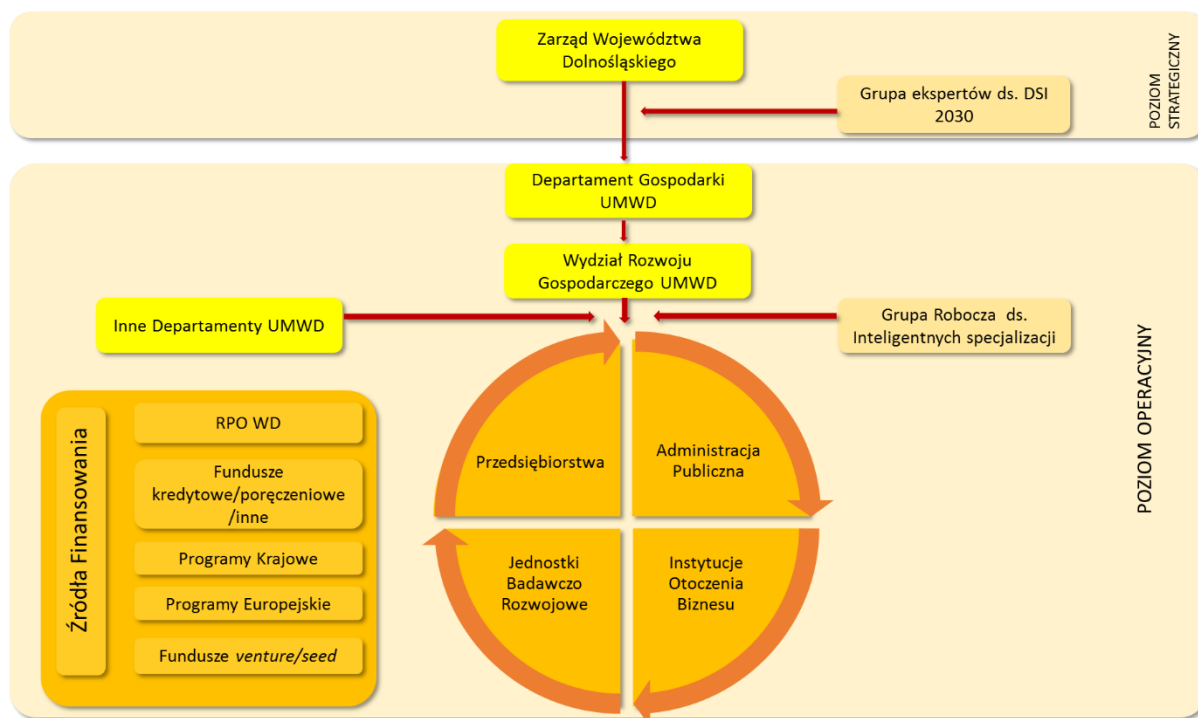 Zarząd Województwa
Dolnośląskiego
Grupa ekspertów ds. DSI
2030
POZIOM
STRATEGICZNY
Departament Gospodarki
UMWD
Wydział Rozwoju
Gospodarczego UMWD
Inne Departamenty UMWD
Grupa Robocza ds.
Inteligentnych specjalizacji
POZIOM OPERACYJNY
Źródła Finansowania
RPO WD
Fundusze
kredytowe/poręczeniowe
/inne
Programy Krajowe
Programy Europejskie
Fundusze venture/seed
Przedsiębiorstwa
Administracja
Publiczna
Jednostki
Badawczo
Rozwojowe
Instytucje
Otoczenia
Biznesu